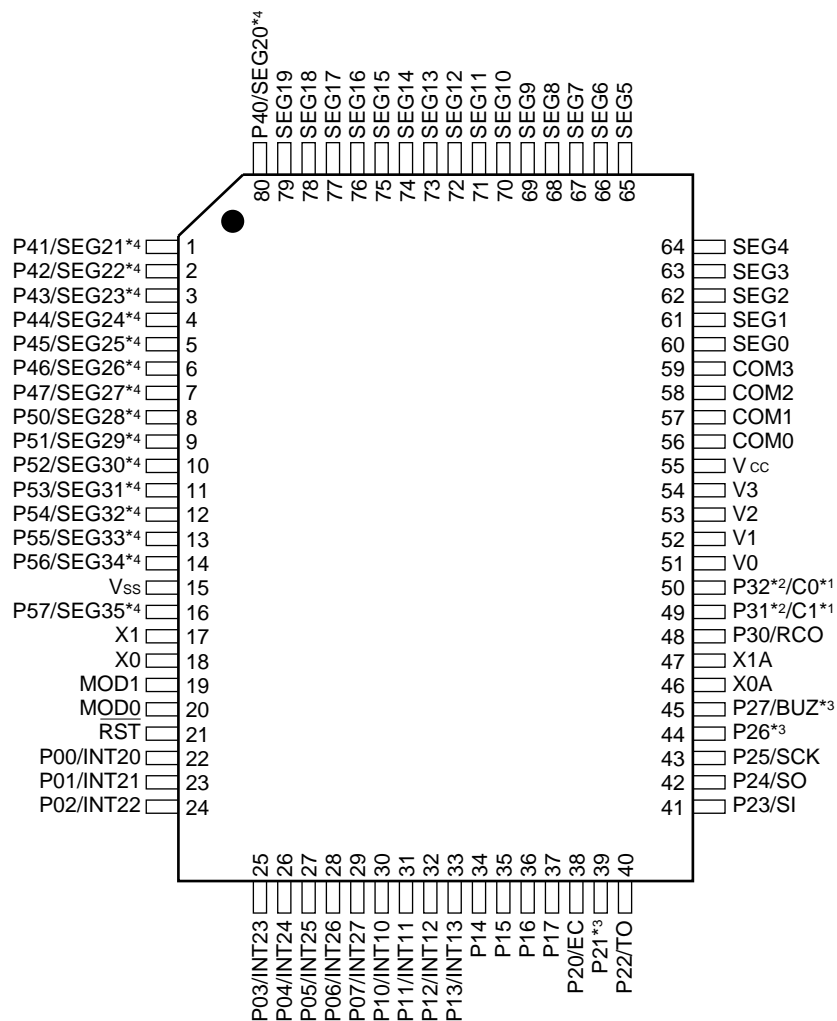 P40/SEG20*4
SEG19
SEG18
SEG17
SEG16
SEG15
SEG14
SEG13
SEG12
SEG11
SEG10
SEG9
SEG8
SEG7
SEG6
SEG5
80
79
78
77
76
75
74
73
72
71
70
69
68
67
66
65
P41/SEG21*4 1
P42/SEG22*4 2
P43/SEG23*4 3
P44/SEG24*4 4
P45/SEG25*4 5
P46/SEG26*4 6
P47/SEG27*4 7
P50/SEG28*4 8
P51/SEG29*4 9
P52/SEG30*4 10
P53/SEG31*4 11
P54/SEG32*4 12
P55/SEG33*4 13
P56/SEG34*4 14
VSS 15
P57/SEG35*4 16
X1 17
X0 18
MOD1 19
MOD0 20
RST 21
P00/INT20 22
P01/INT21 23
P02/INT22 24
64 SEG4
63 SEG3
62 SEG2
61 SEG1
60 SEG0
59 COM3
58 COM2
57 COM1
56 COM0
55 VCC
54 V3
53 V2
52 V1
51 V0
50 P32*2/C0*1
49 P31*2/C1*1
48 P30/RCO
47 X1A
46 X0A
45 P27/BUZ*3
44 P26*3
43 P25/SCK
42 P24/SO
41 P23/SI
25
26
27
28
29
30
31
32
33
34
35
36
37
38
39
40
P03/INT23
P04/INT24
P05/INT25
P06/INT26
P07/INT27
P10/INT10
P11/INT11
P12/INT12
P13/INT13
P14
P15
P16
P17
P20/EC
P21*3
P22/TO